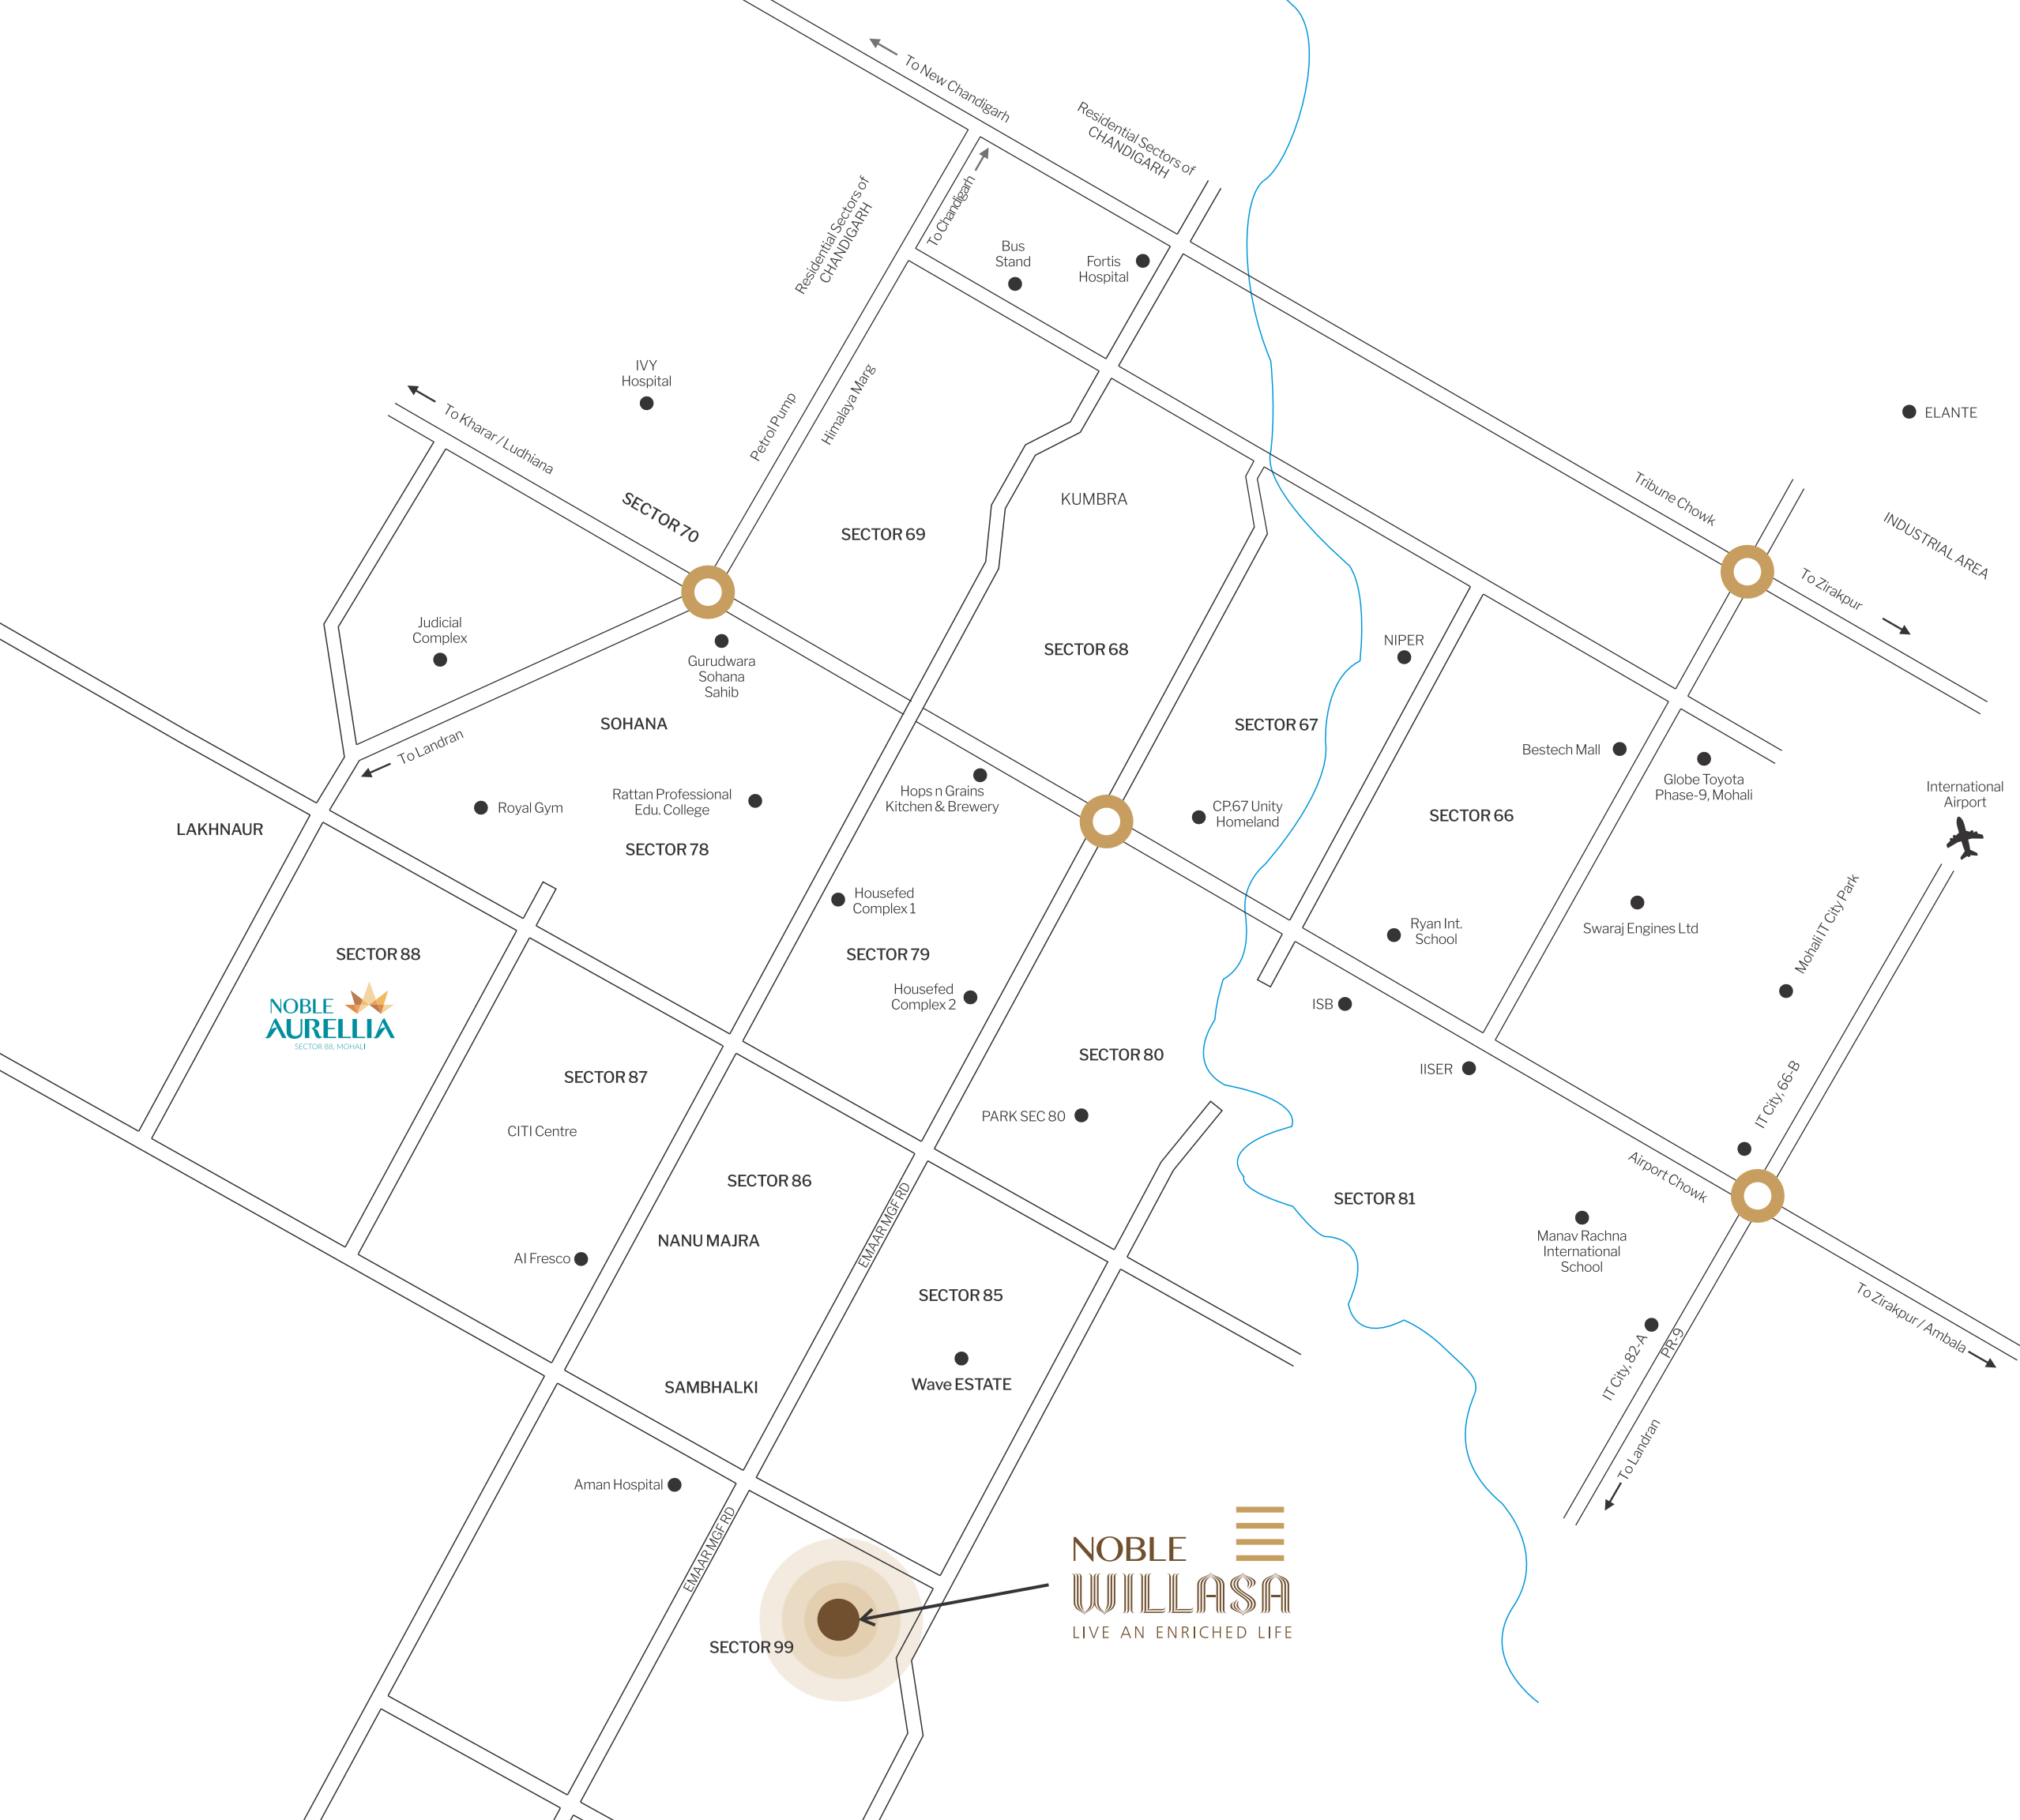 To New Chandigarh
Residential Sectors of
CHANDIGARH
Residential Sectors of
CHANDIGARH
To Chandigarh
Bus
Stand
Fortis
Hospital
IVY
Hospital
Petrol Pump
Himalaya Marg
To Kharar / Ludhiana
ELANTE
SECTOR 70
SECTOR 69
KUMBRA
Tribune Chowk
INDUSTRIAL AREA
To Zirakpur
Judicial
Complex
Gurudwara
Sohana
Sahib
SECTOR 68
NIPER
SOHANA
SECTOR 67
To Landran
Bestech Mall
Globe Toyota
Phase-9, Mohali
International
Airport
Royal Gym
Rattan Professional
Edu. College
Hops n Grains
Kitchen & Brewery
CP.67 Unity
Homeland
SECTOR 66
LAKHNAUR
SECTOR 78
Housefed
Complex 1
Ryan Int.
School
Swaraj Engines Ltd
Mohali IT City Park
SECTOR 88
SECTOR 79
NOBLE
AURELLIA
SECTOR 88, MOHALI
Housefed
Complex 2
ISB
SECTOR 80
IISER
IT City, 66-B
SECTOR 87
PARK SEC 80
CITI Centre
SECTOR 86
Airport Chowk
SECTOR 81
EMAAR MGF RD
NANU MAJRA
Manav Rachna
International
School
Al Fresco
SECTOR 85
To Zirakpur / Ambala
IT City, 82-A
PR-9
SAMBHALKI
Wave ESTATE
To Landran
Aman Hospital
EMAAR MGF RD
NOBLE
WILLASA
LIVE AN ENRICHED LIFE
SECTOR 99